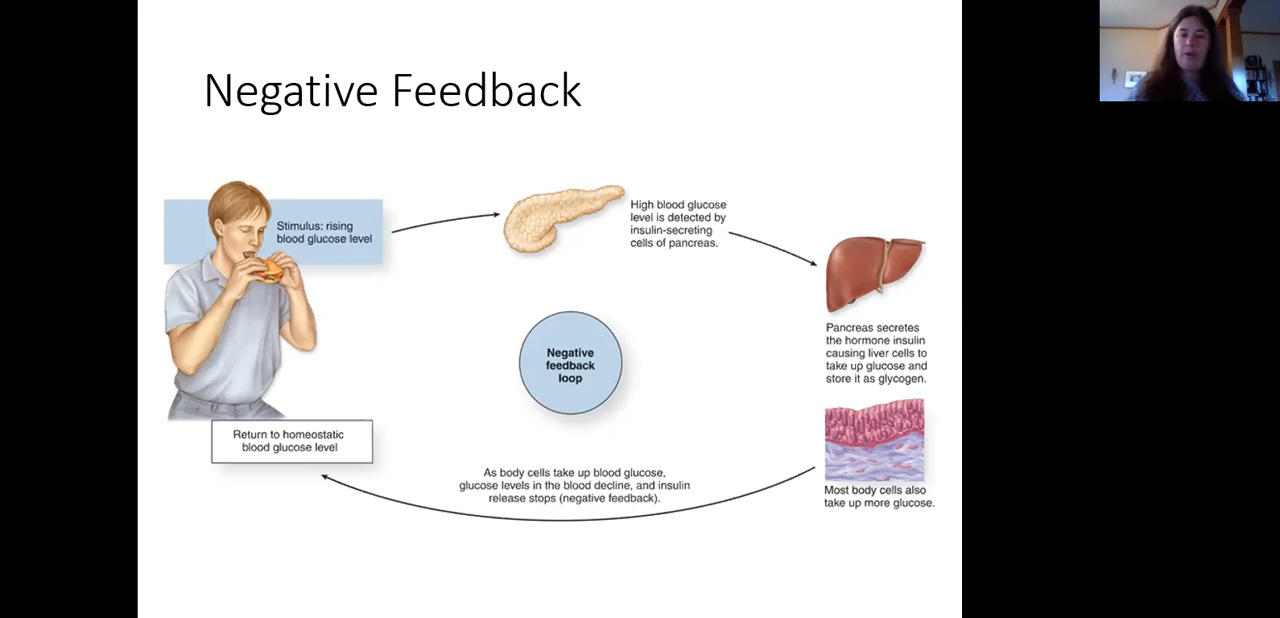 Negative Feedback
Stimulus: rising
blood glucose level
High blood glucose
level is detected by
insulin-secreting
cells of pancreas.
Pancreas secretes
the hormone insulin
causing liver cells to
take up glucose and
store it as glycogen.
Negative
feedback
loop
Most body cells also
take up more glucose.
As body cells take up blood glucose,
glucose levels in the blood decline, and insulin
release stops (negative feedback).
Return to homeostatic
blood glucose level